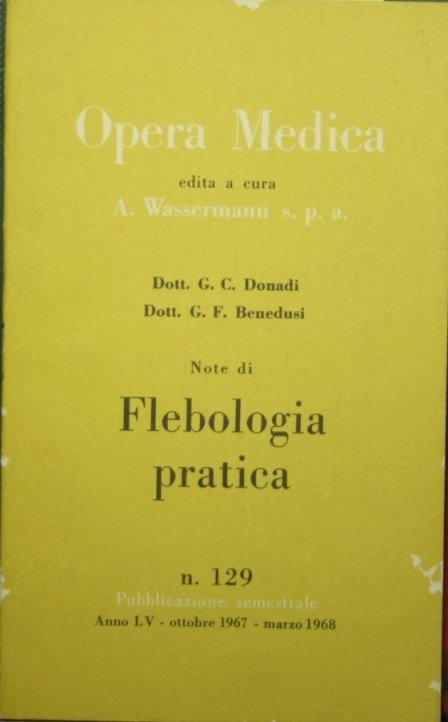 Opera Medica
edita a cura
A. Wassermann s. p. a.
Dott. G. C. Donadi
Dott. G. F. Benedusi
Note di
Flebologia
pratica
n. 129
Pubblicazione semestrale
Anno LV - ottobre 1967 - marzo 1968